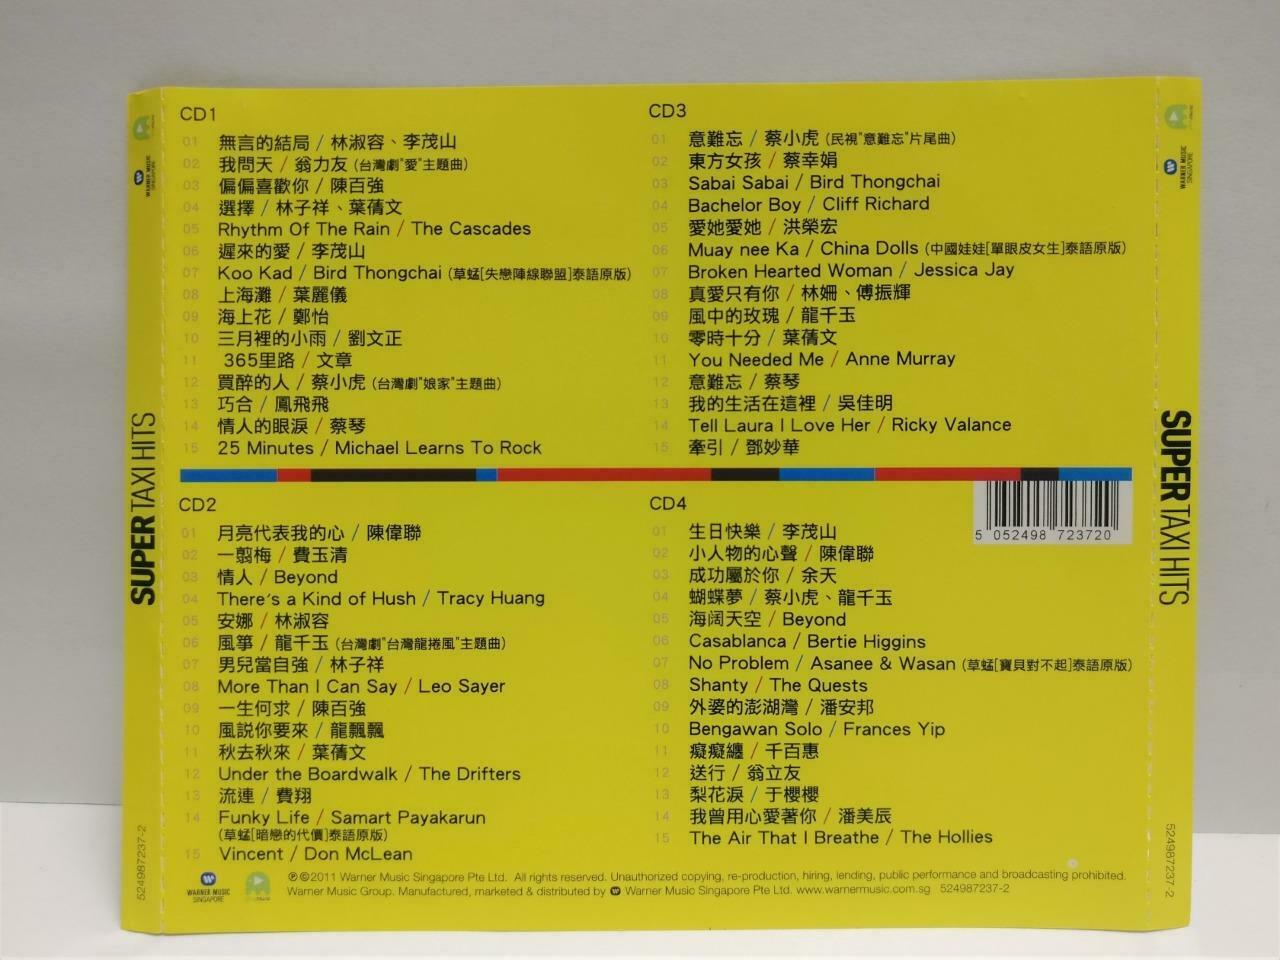 CD1
01 無言的結局 / 林淑容、李茂山
02 我問天 / 翁力友 (台灣劇"愛"主題曲)
03 偏偏喜歡你 / 陳百強
04 選擇 / 林子祥、葉蒨文
05 Rhythm Of The Rain / The Cascades
06 遲來的愛 / 李茂山
07 Koo Kad / Bird Thongchai (草蜢[失戀陣線聯盟]泰語原版)
08 上海灘 / 葉麗儀
09 海上花 / 鄭怡
10 三月裡的小雨 / 劉文正
11 365里路 / 文章
12 買醉的人 / 蔡小虎 (台灣劇"娘家"主題曲)
13 巧合 / 鳳飛飛
14 情人的眼淚 / 蔡琴
15 25 Minutes / Michael Learns To Rock
CD2
01 月亮代表我的心 / 陳偉聯
02 一翦梅 / 費玉清
03 情人 / Beyond
04 There's a Kind of Hush / Tracy Huang
05 安娜 / 林淑容
06 風箏 / 龍千玉 (台灣劇"台灣龍捲風"主題曲)
07 男兒當自強 / 林子祥
08 More Than I Can Say / Leo Sayer
09 一生何求 / 陳百強
10 風說你要來 / 龍飄飄
11 秋去秋來 / 葉蒨文
12 Under the Boardwalk / The Drifters
13 流連 / 費翔
14 Funky Life / Samart Payakarun
(草蜢[暗戀的代價]泰語原版)
15 Vincent / Don McLean
CD3
01 意難忘 / 蔡小虎 (民視"意難忘"片尾曲)
02 東方女孩 / 蔡幸娟
03 Sabai Sabai / Bird Thongchai
04 Bachelor Boy / Cliff Richard
05 愛她愛她 / 洪榮宏
06 Muay nee Ka / China Dolls (中國娃娃[單眼皮女生]泰語原版)
07 Broken Hearted Woman / Jessica Jay
08 真愛只有你 / 林姍、傅振輝
09 風中的玫瑰 / 龍千玉
10 零時十分 / 葉蒨文
11 You Needed Me / Anne Murray
12 意難忘 / 蔡琴
13 我的生活在這裡 / 吳佳明
14 Tell Laura I Love Her / Ricky Valance
15 牽引 / 鄧妙華
CD4
01 生日快樂 / 李茂山
02 小人物的心聲 / 陳偉聯
03 成功屬於你 / 余天
04 蝴蝶夢 / 蔡小虎、龍千玉
05 海闊天空 / Beyond
06 Casablanca / Bertie Higgins
07 No Problem / Asanee & Wasan (草蜢[寶貝對不起]泰語原版)
08 Shanty / The Quests
09 外婆的澎湖灣 / 潘安邦
10 Bengawan Solo / Frances Yip
11 癡癡纏 / 千百惠
12 送行 / 翁立友
13 梨花淚 / 于櫻櫻
14 我曾用心愛著你 / 潘美辰
15 The Air That I Breathe / The Hollies
5 052498 723720
WARNER MUSIC
SINGAPORE
℗©2011 Warner Music Singapore Pte Ltd. All rights reserved. Unauthorized copying, re-production, hiring, lending, public performance and broadcasting prohibited.
Warner Music Group. Manufactured, marketed & distributed by Warner Music Singapore Pte Ltd. www.warnermusic.com.sg 524987237-2
WARNER MUSIC
SINGAPORE
SUPER TAXI HITS
524987237-2
WARNER MUSIC
SINGAPORE
SUPER TAXI HITS
524987237-2